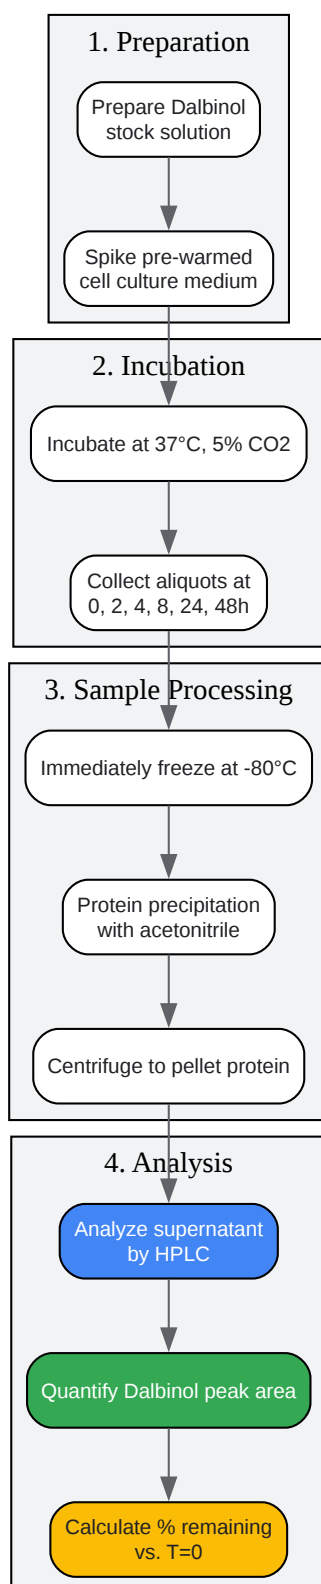 1. Preparation
Prepare Dalbinol
stock solution
Spike pre-warmed
cell culture medium
2. Incubation
Incubate at 37°C, 5% CO2
Collect aliquots at
0, 2, 4, 8, 24, 48h
3. Sample Processing
Immediately freeze at -80°C
Protein precipitation
with acetonitrile
Centrifuge to pellet protein
4. Analysis
Analyze supernatant
by HPLC
Quantify Dalbinol peak area
Calculate % remaining
vs. T=0